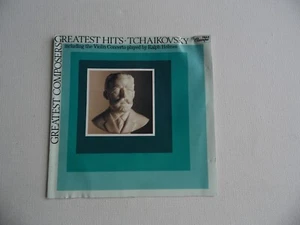 GREATEST HITS · TCHAIKOVSKY
including the Violin Concerto played by Ralph Holmes
GREATEST COMPOSERS